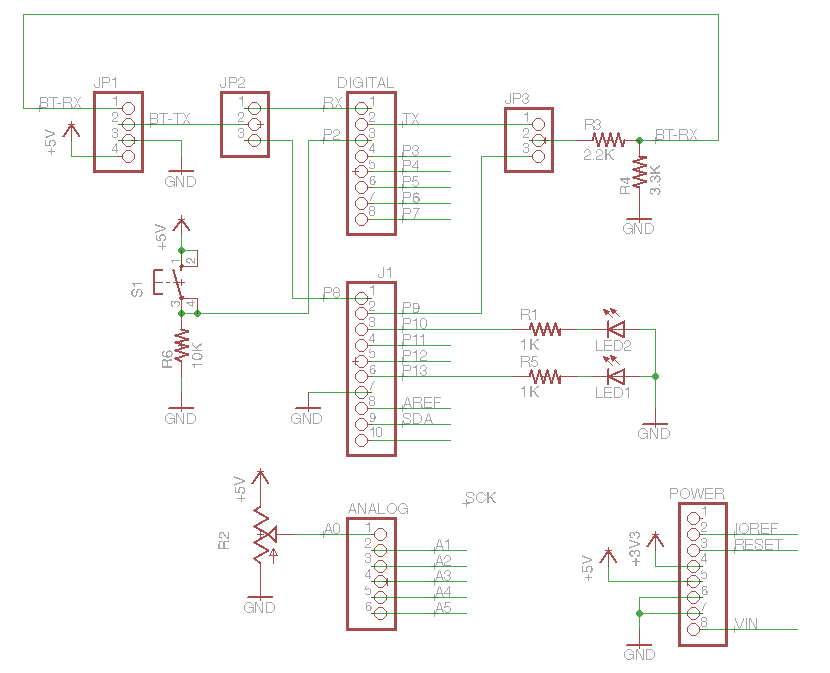 JP1
JP2
DIGITAL
JP3
1
2
3
4
BT-RX
BT-TX
+5V
GND
1
2
3
1
2
3
4
5
6
7
8
RX
TX
P2
P3
P4
P5
P6
P7
1
2
3
R3
2.2K
BT-RX
R4
3.3K
GND
+5V
1
2
S1
3
4
R6
10K
GND
J1
1
2
3
4
5
6
7
8
9
10
P8
P9
P10
P11
P12
P13
GND
AREF
SDA
R1
1K
LED2
R5
1K
LED1
GND
SCK
+5V
R2
GND
ANALOG
1
2
3
4
5
6
A0
A1
A2
A3
A4
A5
POWER
1
2
3
4
5
6
7
8
IOREF
RESET
+3V3
+5V
VIN
GND